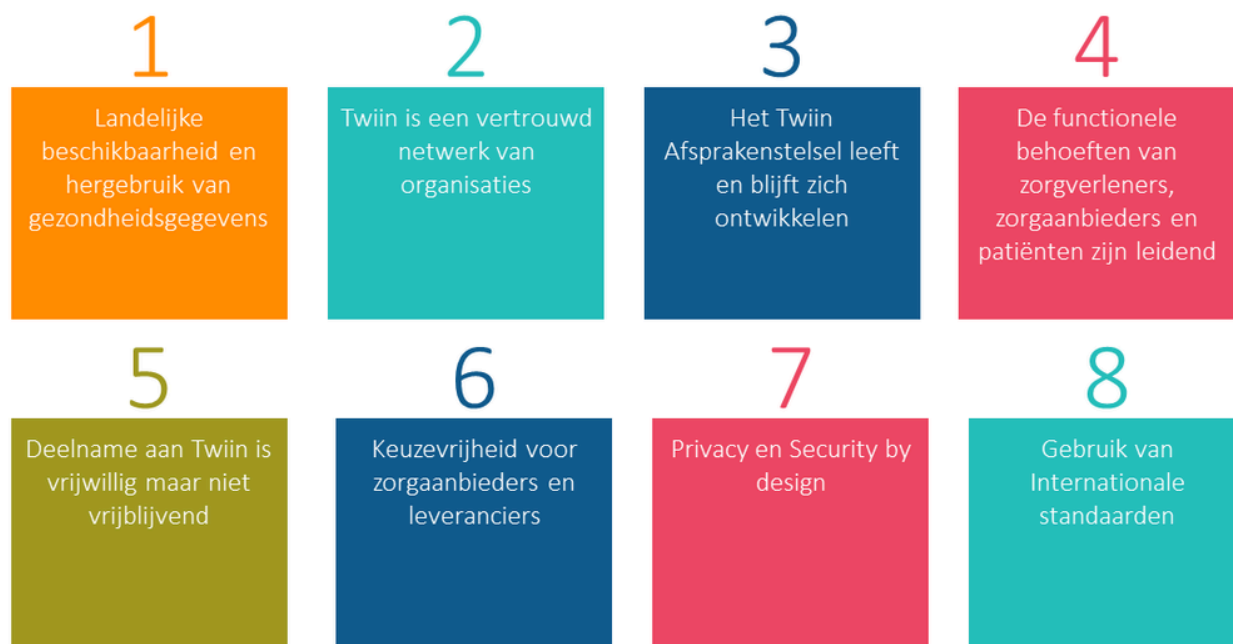 1
Landelijke
beschikbaarheid en
hergebruik van
gezondheidsgegevens
2
Twiin is een vertrouwd
netwerk van
organisaties
3
Het Twiin
Afsprakenstelsel leeft
en blijft zich
ontwikkelen
4
De functionele
behoeften van
zorgverleners,
zorgaanbieders en
patiënten zijn leidend
5
Deelname aan Twiin is
vrijwillig maar niet
vrijblijvend
6
Keuzevrijheid voor
zorgaanbieders en
leveranciers
7
Privacy en Security by
design
8
Gebruik van
Internationale
standaarden